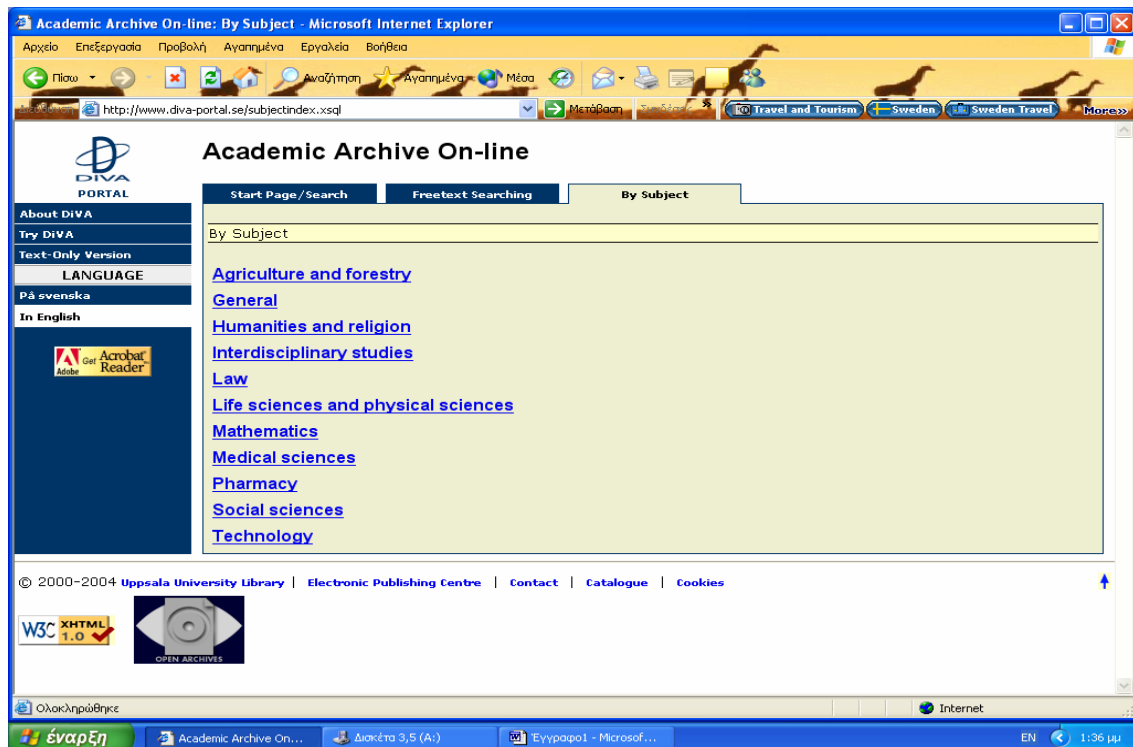 Academic Archive On-line: By Subject - Microsoft Internet Explorer
Αρχείο Επεξεργασία Προβολή Αγαπημένα Εργαλεία Βοήθεια
Πίσω Αναζήτηση Αγαπημένα Μέσα
Διεύθυνση http://www.diva-portal.se/subjectindex.xsql Μετάβαση Συνδέσεις » Travel and Tourism Sweden Sweden Travel More»
DIVA
PORTAL
Academic Archive On-line
Start Page/Search Freetext Searching By Subject
About DiVA
Try DiVA
Text-Only Version
LANGUAGE
På svenska
In English
Adobe Get Acrobat Reader
By Subject
Agriculture and forestry
General
Humanities and religion
Interdisciplinary studies
Law
Life sciences and physical sciences
Mathematics
Medical sciences
Pharmacy
Social sciences
Technology
© 2000-2004 Uppsala University Library | Electronic Publishing Centre | Contact | Catalogue | Cookies
W3C XHTML 1.0
OPEN ARCHIVES
Ολοκληρώθηκε Internet
έναρξη Academic Archive On... Δισκέτα 3,5 (A:) Έγγραφο1 - Microsof... EN 1:36 μμ